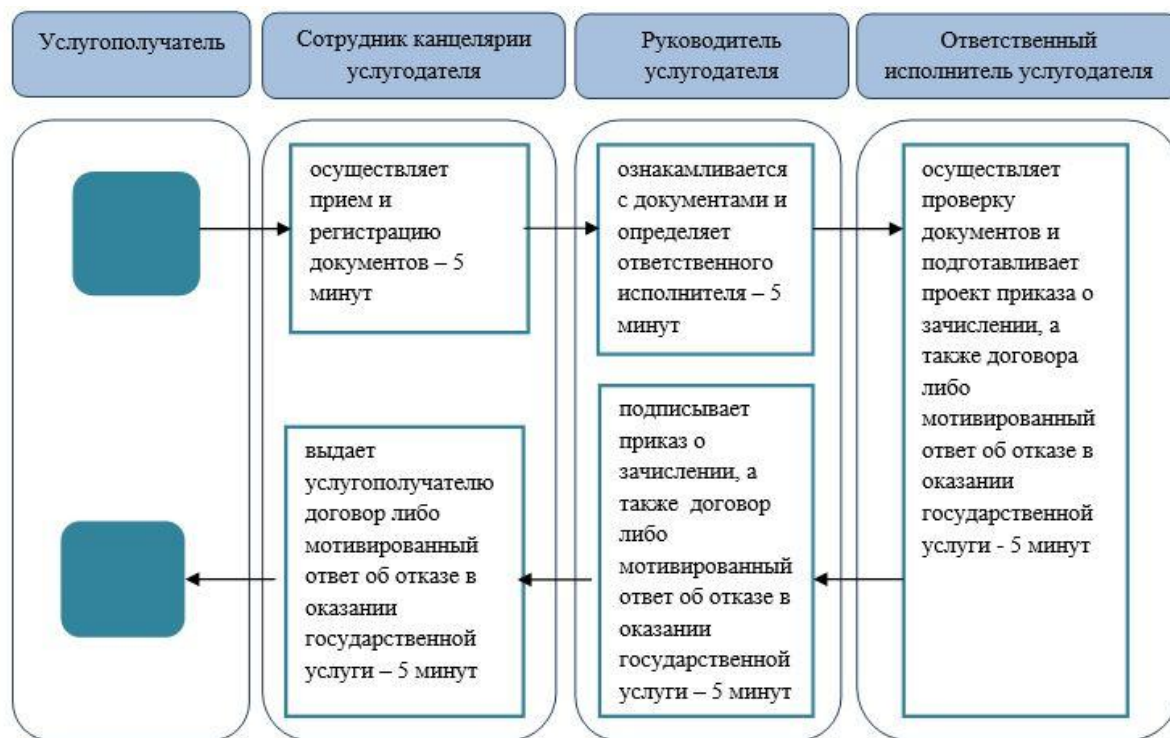 Услугополучатель
Сотрудник канцелярии
услугодателя
Руководитель
услугодателя
Ответственный
исполнитель услугодателя
осуществляет
прием и
регистрацию
документов – 5
минут
ознакамливается
с документами и
определяет
ответственного
исполнителя – 5
минут
осуществляет
проверку
документов и
подготавливает
проект приказа о
зачислении, а
также договора
либо
мотивированный
ответ об отказе в
оказании
государственной
услуги - 5 минут
подписывает
приказ о
зачислении, а
также  договор
либо
мотивированный
ответ об отказе в
оказании
государственной
услуги – 5 минут
выдает
услугополучателю
договор либо
мотивированный
ответ об отказе в
оказании
государственной
услуги – 5 минут